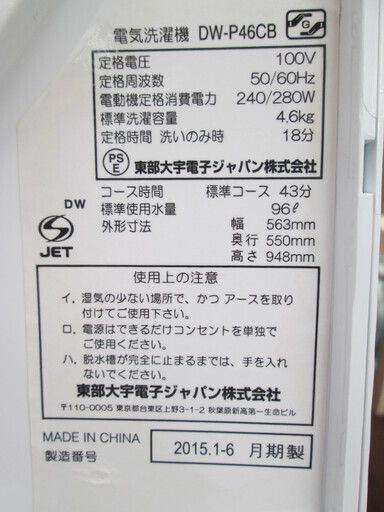 電気洗濯機 DW-P46CB
G
定格電圧 100V
定格周波数 50/60Hz
電動機定格消費電力 240/280W
標準洗濯容量 4.6kg
定格時間 洗いのみ時 18分
PS
E
東部大宇電子ジャパン株式会社
コース時間 標準コース 43分
DW
標準使用水量 96ℓ
外形寸法 幅 563mm
奥行 550mm
高さ 948mm
S
JET
使用上の注意
イ. 湿気の少ない場所で、かつ アースを取り
付けてご使用下さい。
ロ. 電源はできるだけコンセントを単独で
ご使用ください。
ハ. 脱水槽が完全に止まるまでは、手を入れ
ないでください。
東部大宇電子ジャパン株式会社
〒110-0005 東京都台東区上野3-1-2 秋葉原新高第一生命ビル
MADE IN CHINA
製造番号
2015.1-6 月期製